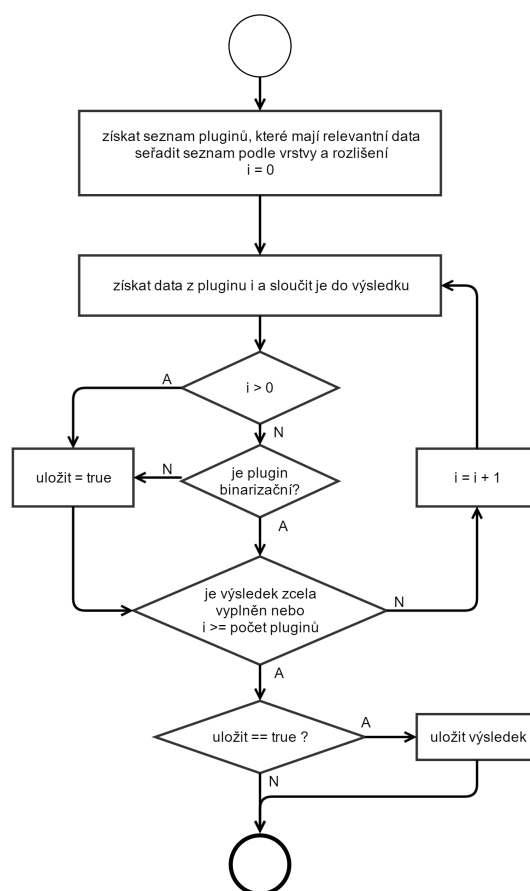 získat seznam pluginů, které mají relevantní data
seřadit seznam podle vrstvy a rozlišení
i = 0
získat data z pluginu i a sloučit je do výsledku
A
i > 0
N
uložit = true
N
je plugin
binarizační?
i = i + 1
A
je výsledek zcela
vyplněn nebo
i >= počet pluginů
N
A
uložit == true ?
A
uložit výsledek
N